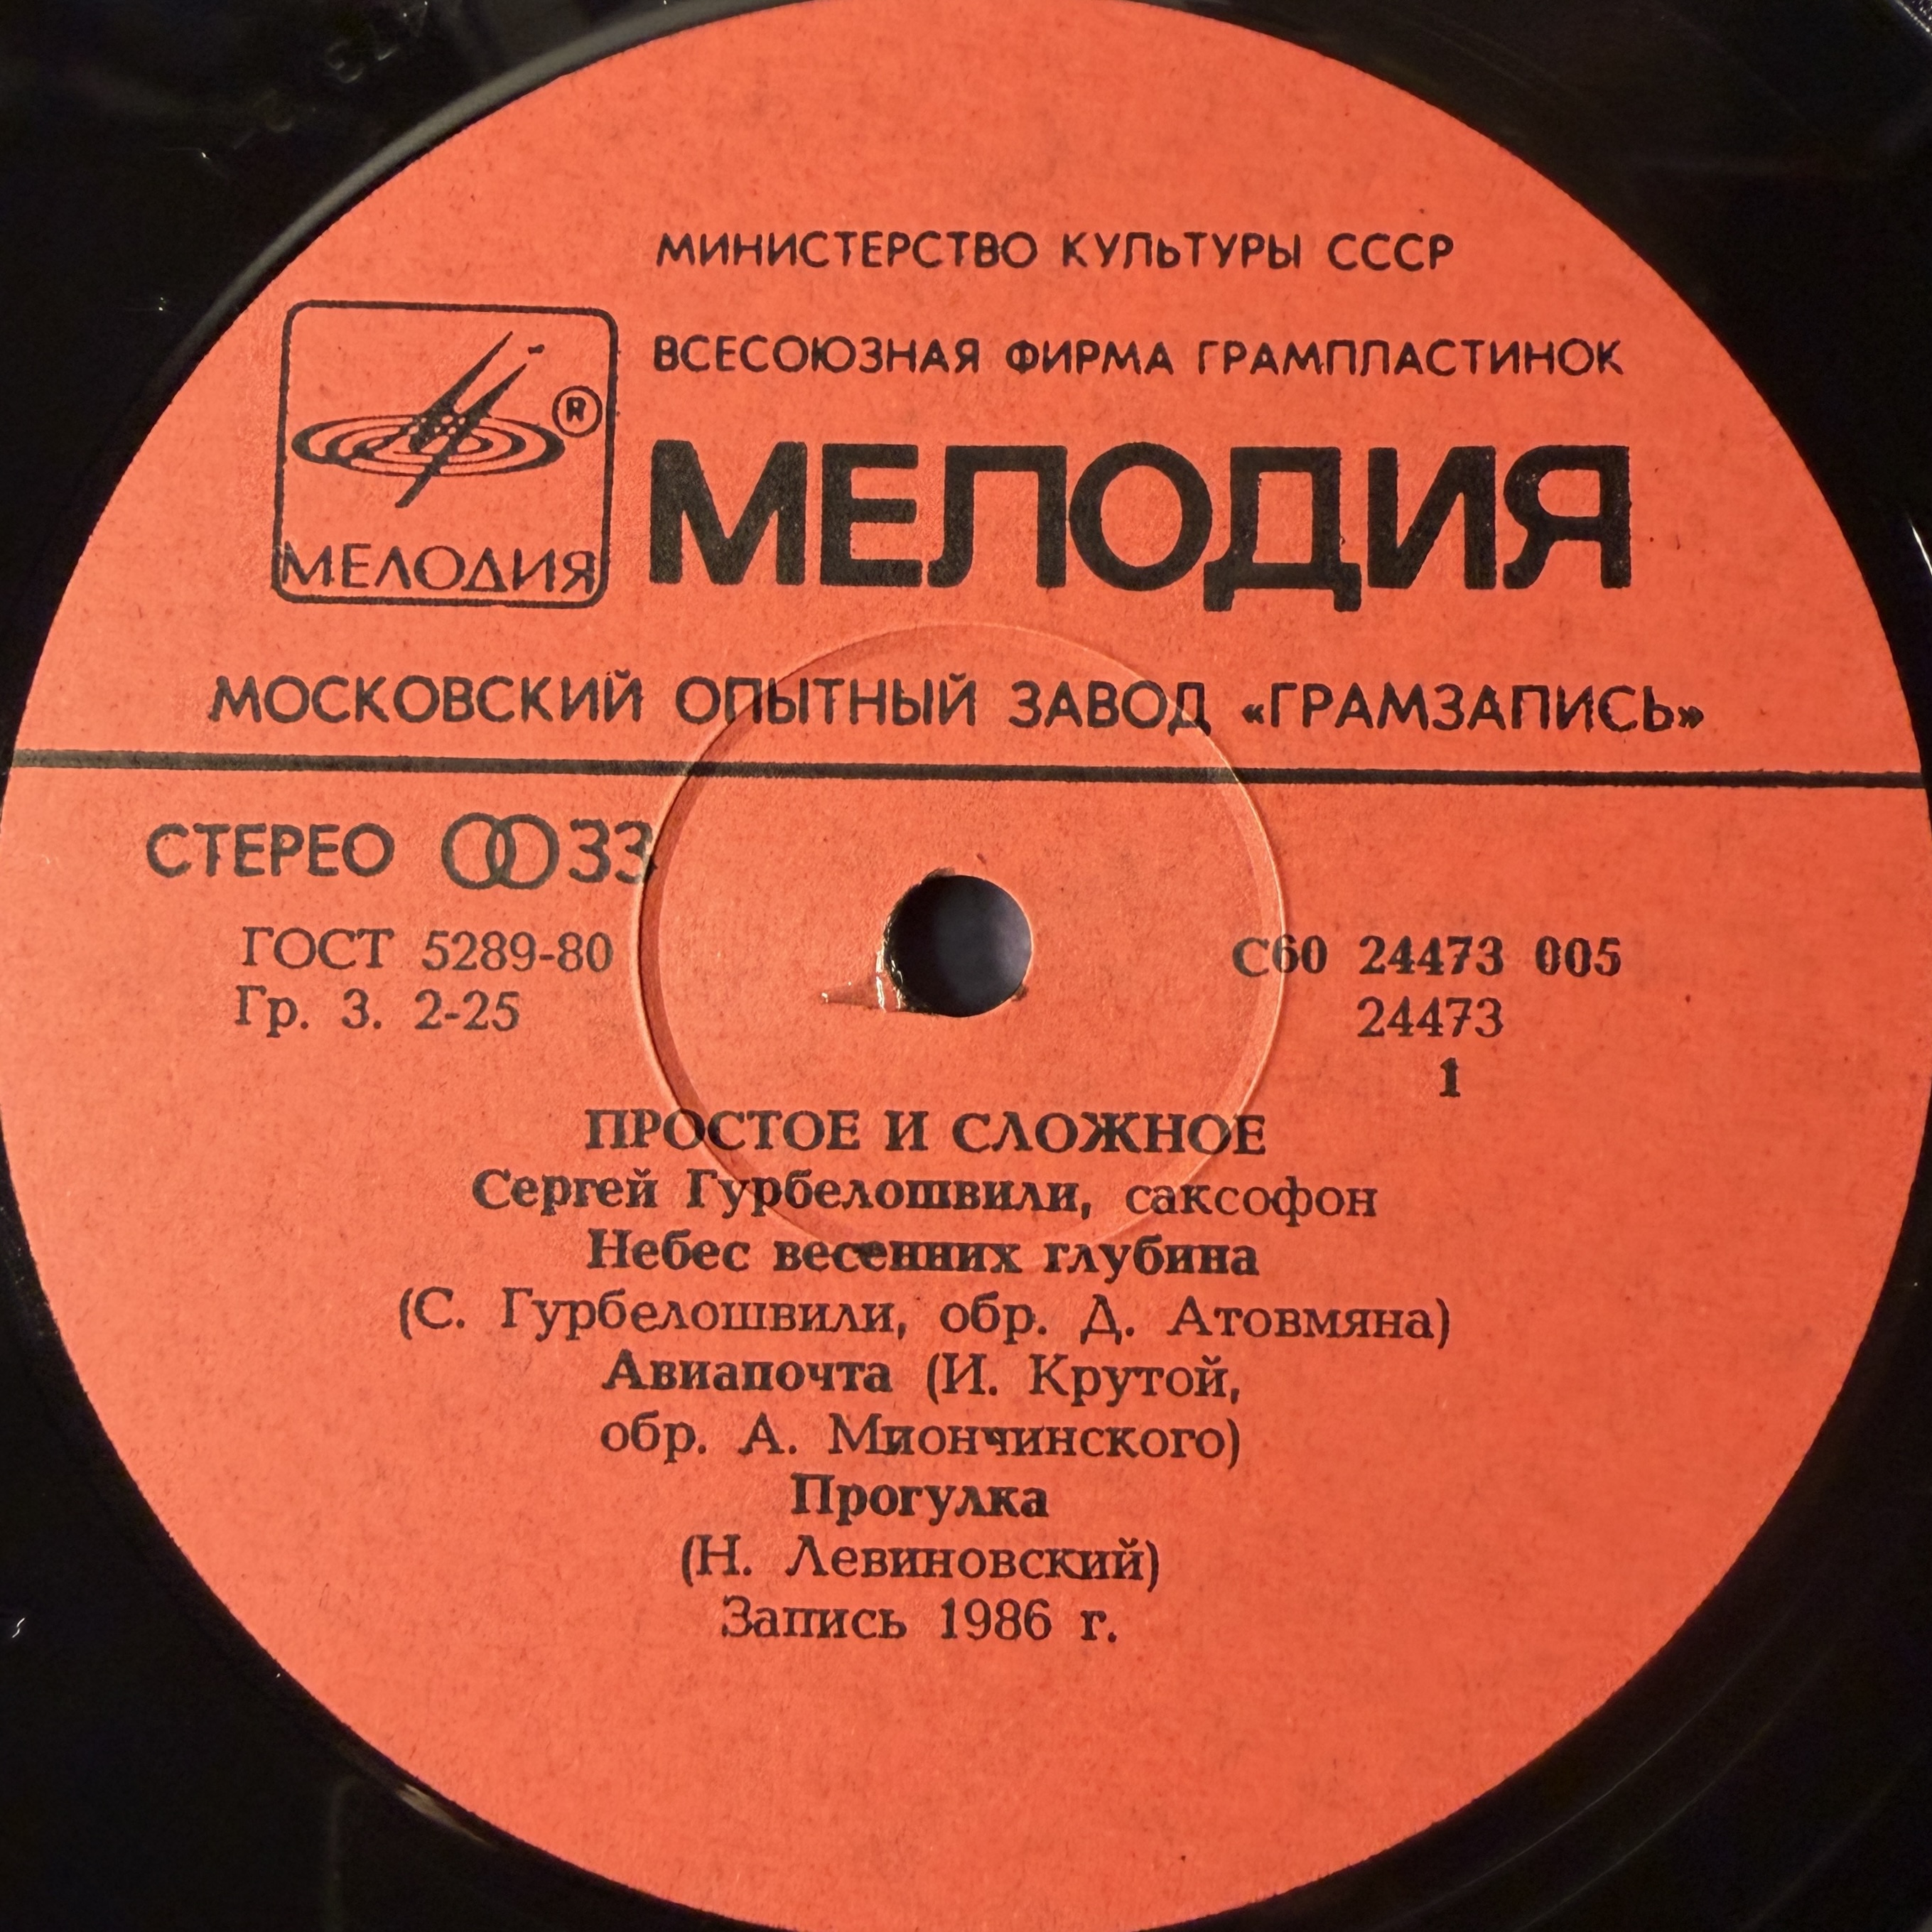 МИНИСТЕРСТВО КУЛЬТУРЫ СССР
ВСЕСОЮЗНАЯ ФИРМА ГРАМПЛАСТИНОК
®
МЕЛОДИЯ
МЕЛОДИЯ
МОСКОВСКИЙ ОПЫТНЫЙ ЗАВОД «ГРАМЗАПИСЬ»
СТЕРЕО 33
ГОСТ 5289-80
Гр. 3. 2-25
С60 24473 005
24473
1
ПРОСТОЕ И СЛОЖНОЕ
Сергей Гурбелошвили, саксофон
Небес весенних глубина
(С. Гурбелошвили, обр. Д. Атовмяна)
Авиапочта (И. Крутой,
обр. А. Миончинского)
Прогулка
(Н. Левиновский)
Запись 1986 г.